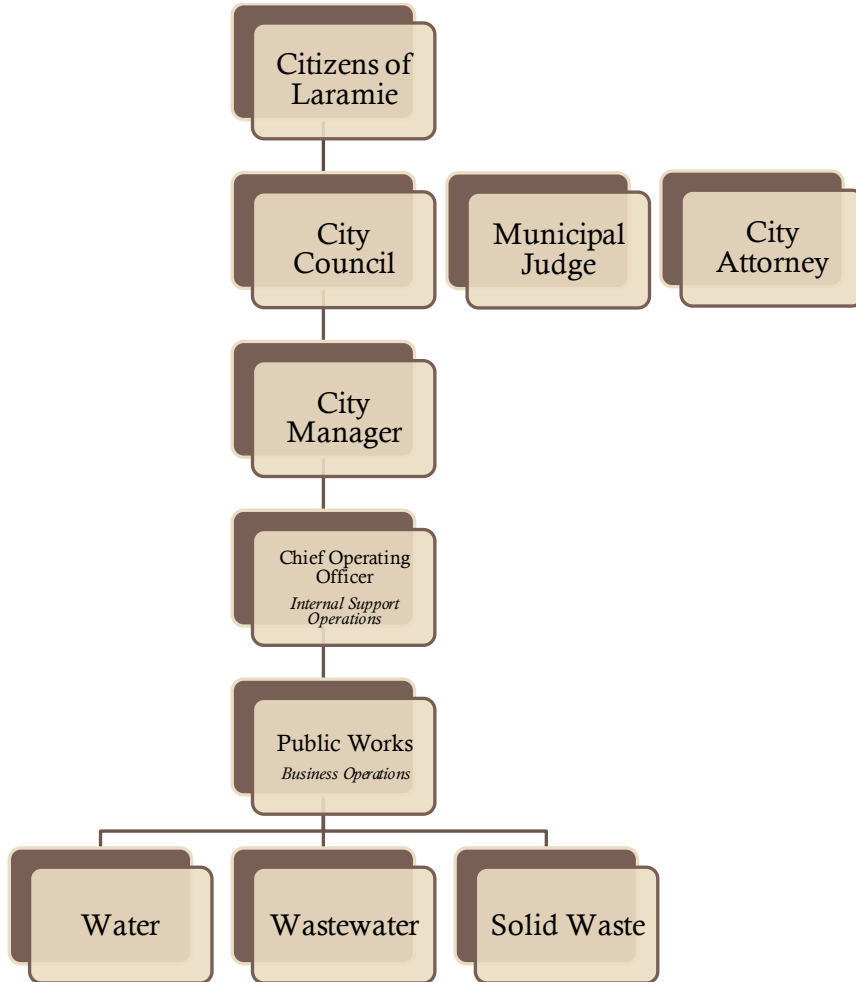 Citizens of
Laramie
City
Council
Municipal
Judge
City
Attorney
City
Manager
Chief Operating
Officer
Internal Support
Operations
Public Works
Business Operations
Water
Wastewater
Solid Waste